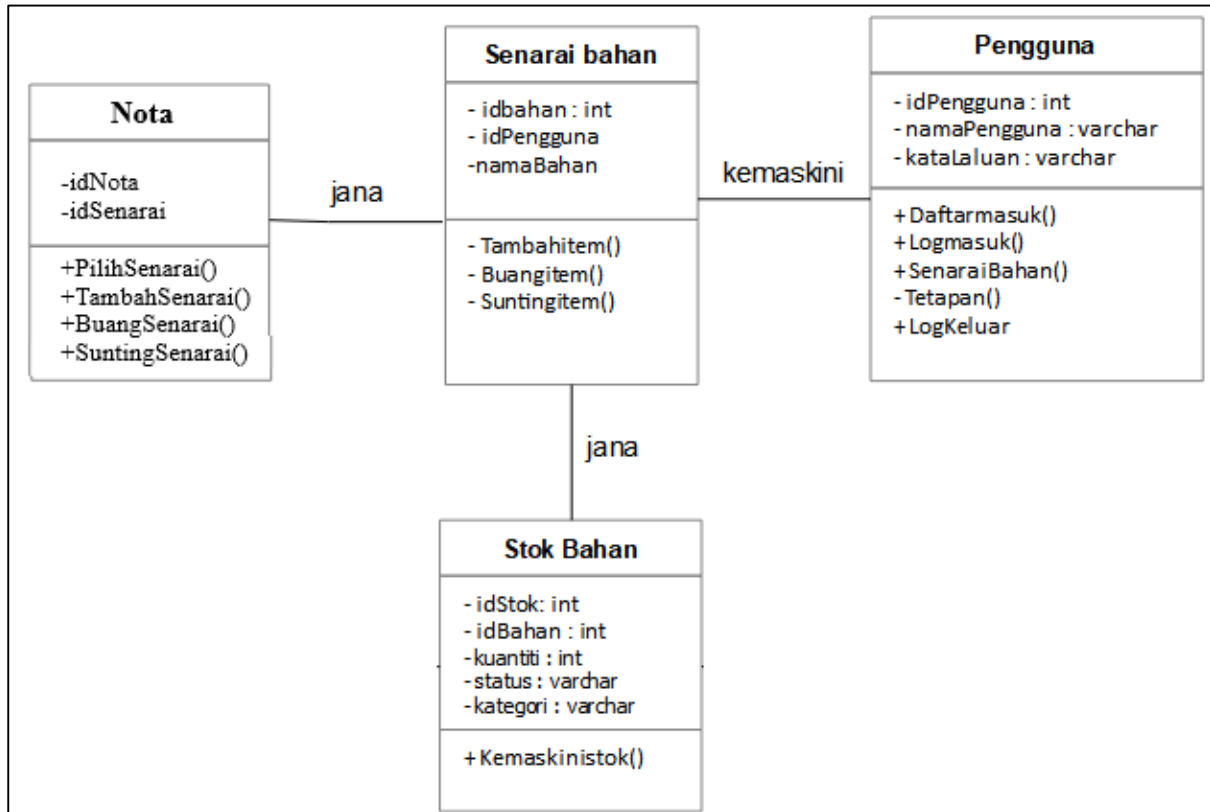 Nota
-idNota
-idSenarai
+PilihSenarai()
+TambahSenarai()
+BuangSenarai()
+SuntingSenarai()
jana
Senarai bahan
- idbahan : int
- idPengguna
-namaBahan
- Tambahitem()
- Buangitem()
- Suntingitem()
kemaskini
Pengguna
- idPengguna : int
- namaPengguna : varchar
- kataLaluan : varchar
+ Daftarmasuk()
+ Logmasuk()
+ SenaraiBahan()
- Tetapan()
+ LogKeluar
jana
Stok Bahan
- idStok: int
- idBahan : int
-kuantiti : int
-status : varchar
-kategori : varchar
+ Kemaskinistok()